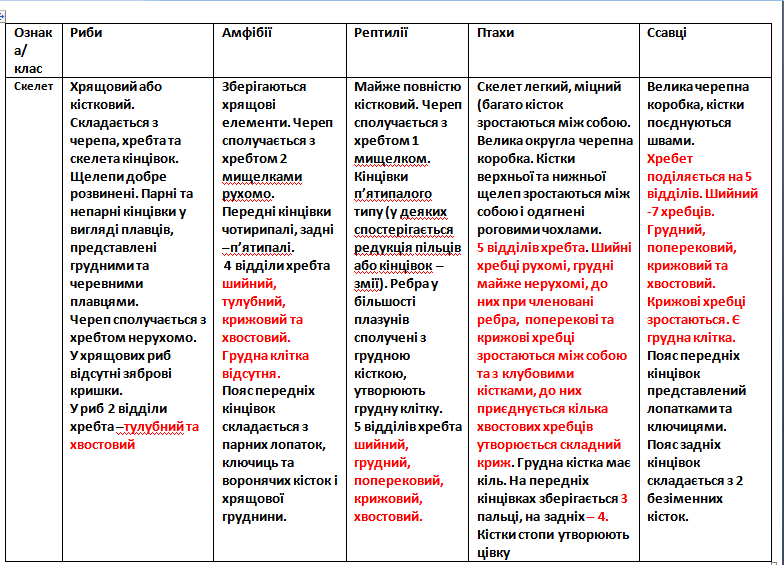 Ознак
а/
клас
Риби
Амфібії
Рептилії
Птахи
Ссавці
Скелет
Хрящовий або
кістковий.
Складається з
черепа, хребта та
скелета кінцівок.
Щелепи добре
розвинені. Парні та
непарні кінцівки у
вигляді плавців,
представлені
грудними та
черевними
плавцями.
Череп сполучається з
хребтом нерухомо.
У хрящових риб
відсутні зяброві
кришки.
У риб 2 відділи
хребта –тулубний та
хвостовий
Зберігаються
хрящові
елементи. Череп
сполучається з
хребтом 2
мищелками
рухомо.
Передні кінцівки
чотирипалі, задні
–п’ятипалі.
4 відділи хребта
шийний,
тулубний,
крижовий та
хвостовий.
Грудна клітка
відсутня.
Пояс передніх
кінцівок
складається з
парних лопаток,
ключиць та
воронячих кісток і
хрящової
груднини.
Майже повністю
кістковий. Череп
сполучається з
хребтом 1
мищелком.
Кінцівки
п’ятипалого
типу (у деяких
спостерігається
редукція пільців
або кінцівок –
змії). Ребра у
більшості
плазунів
сполучені з
грудною
кісткою,
утворюють
грудну клітку.
5 відділів хребта
шийний,
грудний,
поперековий,
крижовий,
хвостовий.
Скелет легкий, міцний
(багато кісток
зростаються між собою.
Велика округла черепна
коробка. Кістки
верхньої та нижньої
щелеп зростаються між
собою і одягнені
роговими чохлами.
5 відділів хребта. Шийні
хребці рухомі, грудні
майже нерухомі, до
них при членовані
ребра, поперекові та
крижові хребці
зростаються між собою
та з клубовими
кістками, до них
приєднується кілька
хвостових хребців
утворюється складний
криж. Грудна кістка має
кіль. На передніх
кінцівках зберігається 3
пальці, на задніх – 4.
Кістки стопи утворюють
цівку
Велика черепна
коробка, кістки
поєднуються
швами.
Хребет
поділяється на 5
відділів. Шийний
-7 хребців.
Грудний,
поперековий,
крижовий та
хвостовий.
Крижові хребці
зростаються. Є
грудна клітка.
Пояс передніх
кінцівок
представлений
лопатками та
ключицями.
Пояс задніх
кінцівок
складається з 2
безіменних
кісток.